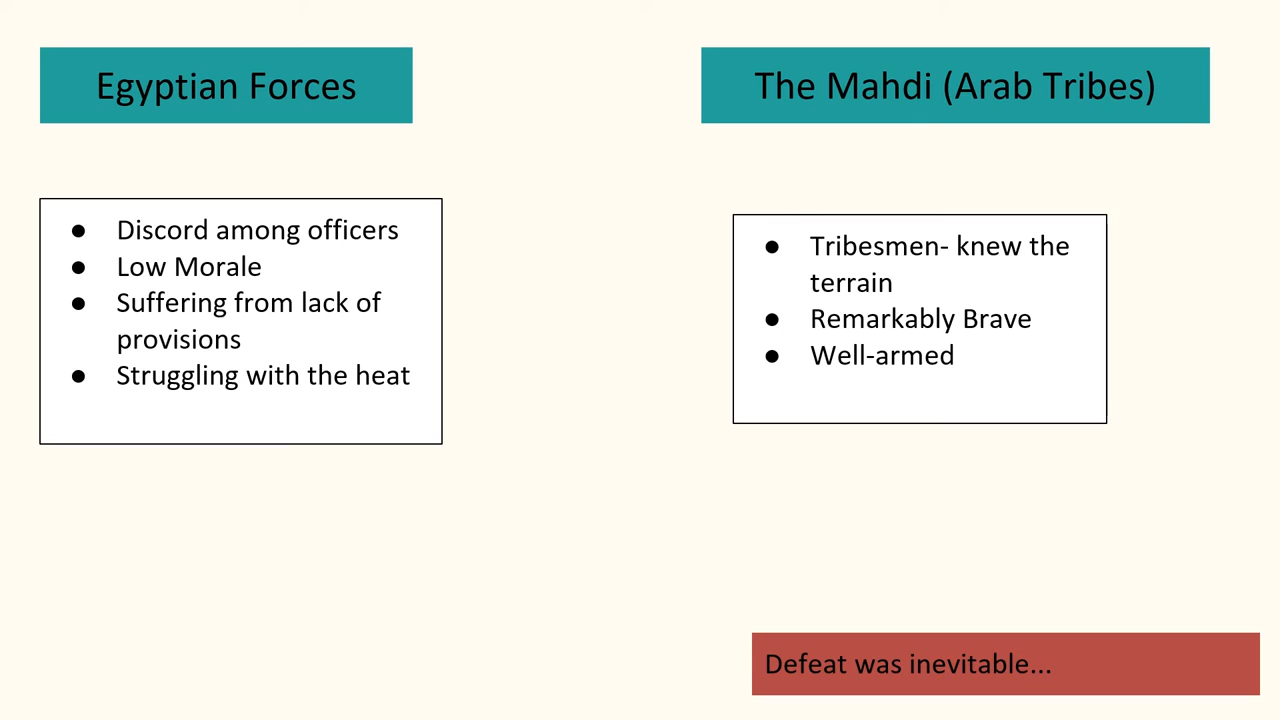 Egyptian Forces
● Discord among officers
● Low Morale
● Suffering from lack of
provisions
● Struggling with the heat
The Mahdi (Arab Tribes)
● Tribesmen- knew the
terrain
● Remarkably Brave
● Well-armed
Defeat was inevitable...